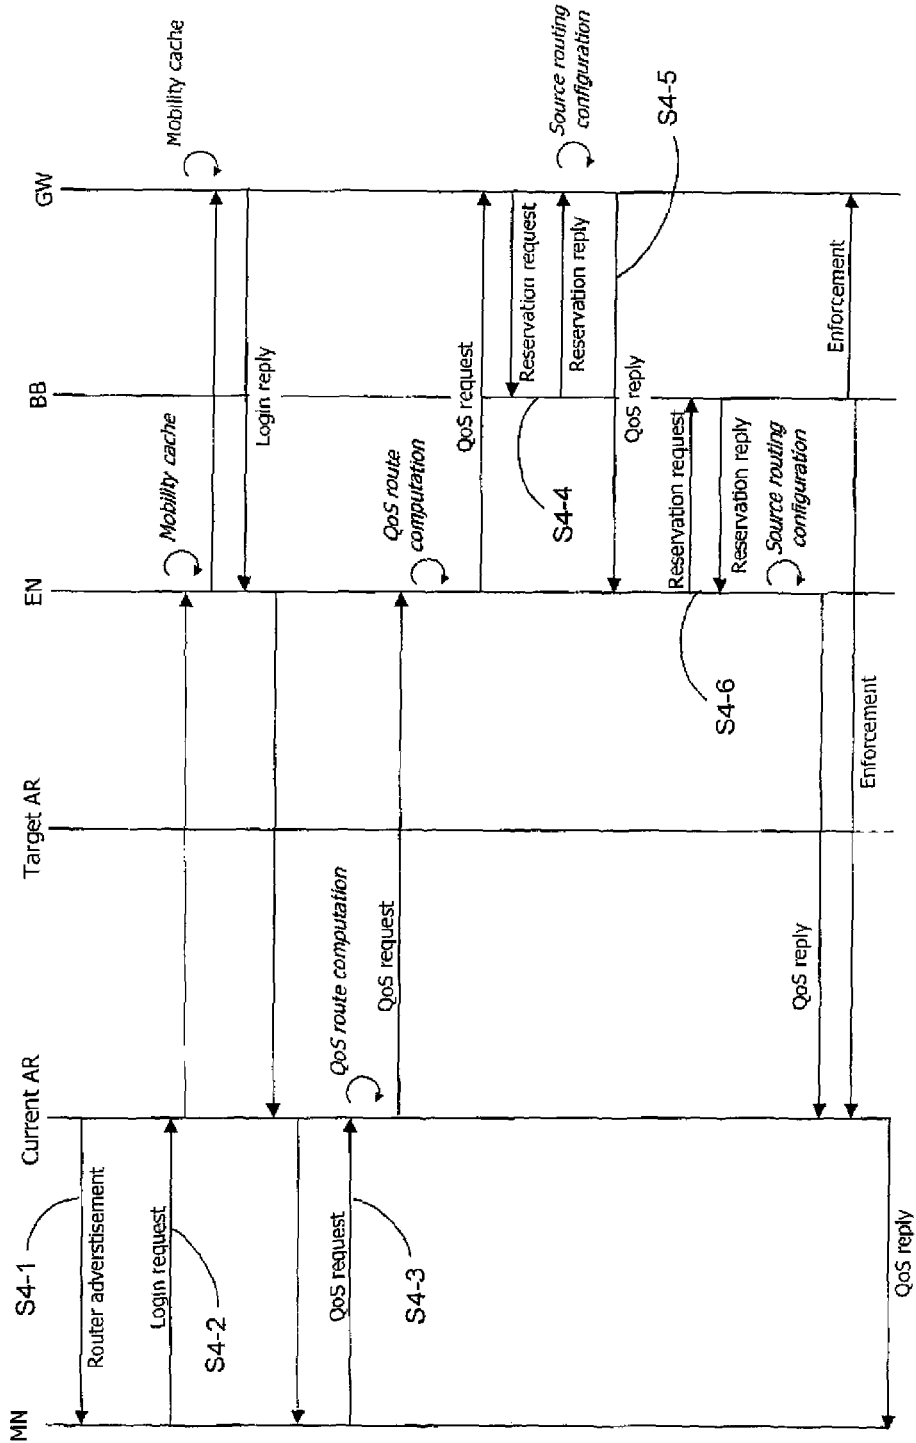 MN
Current AR
Target AR
EN
BB
GW
S4-1
Router adverstisement
Login request
S4-2
Mobility cache
Mobility cache
Login reply
QoS request
S4-3
QoS route computation
QoS request
QoS route
computation
QoS request
Reservation request
S4-4
Reservation reply
Source routing
configuration
S4-5
QoS reply
Reservation request
S4-6
Reservation reply
Source routing
configuration
QoS reply
Enforcement
Enforcement
QoS reply